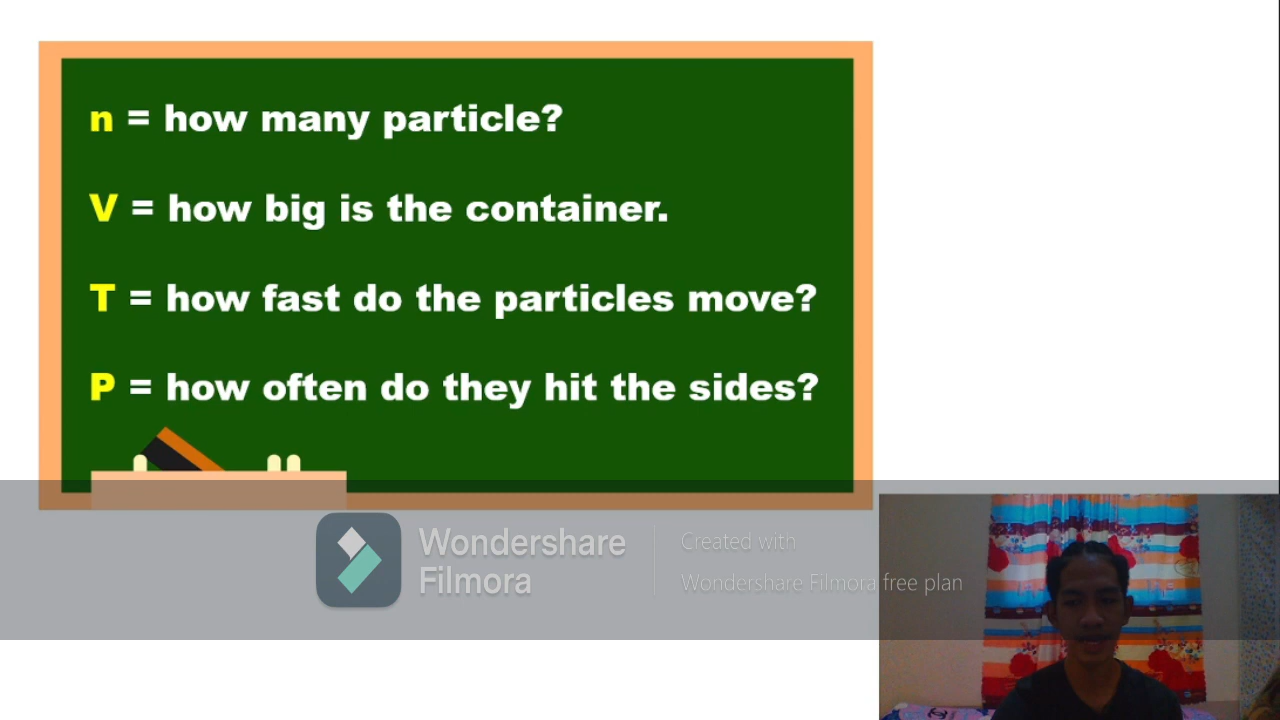 n = how many particle?
V = how big is the container.
T = how fast do the particles move?
P = how often do they hit the sides?
Wondershare
Filmora
Created with
Wondershare Filmora free plan